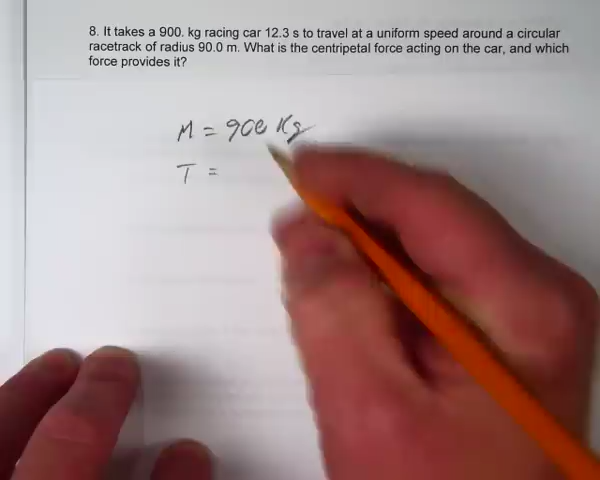 8. It takes a 900. kg racing car 12.3 s to travel at a uniform speed around a circular
racetrack of radius 90.0 m. What is the centripetal force acting on the car, and which
force provides it?
M = 900 Kg
T =